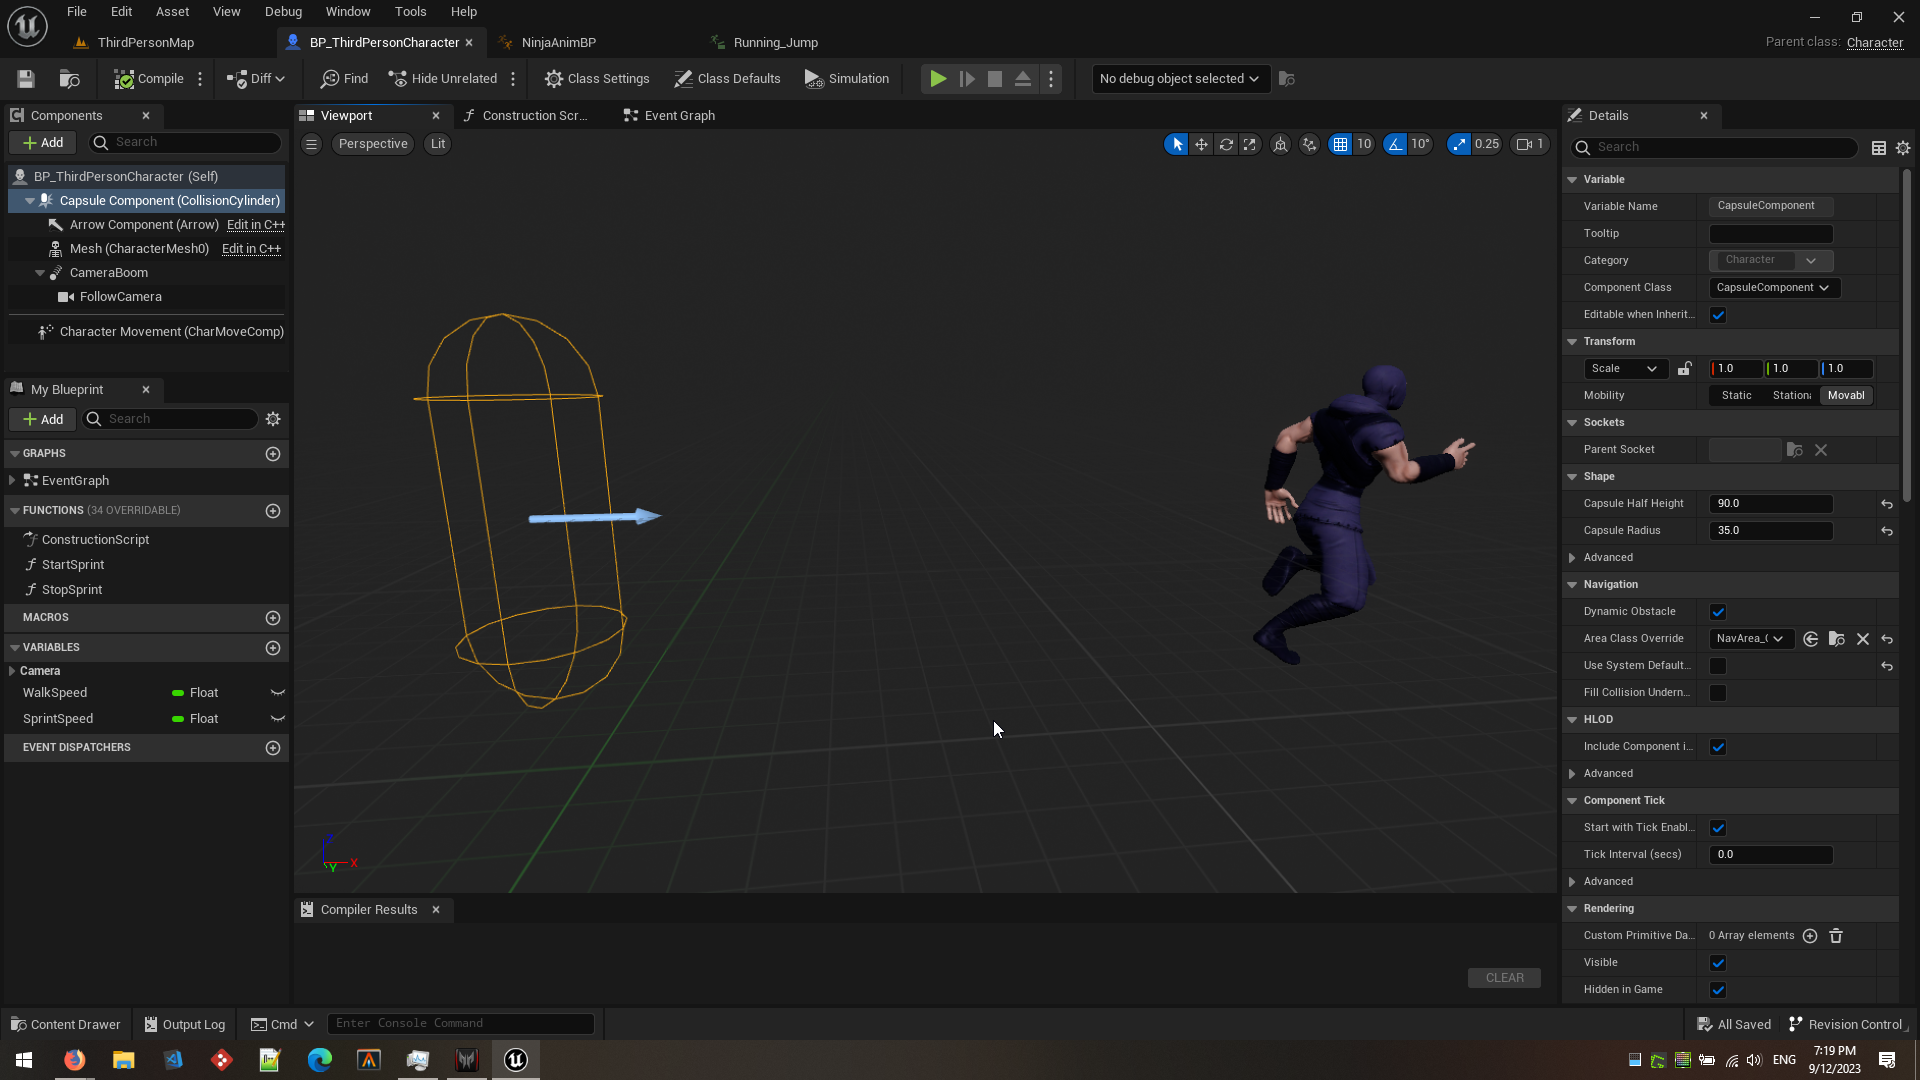 File Edit Asset View Debug Window Tools Help
ThirdPersonMap BP_ThirdPersonCharacter NinjaAnimBP Running_Jump
Parent class: Character
Compile Diff Find Hide Unrelated Class Settings Class Defaults Simulation No debug object selected
Components
Add Search
BP_ThirdPersonCharacter (Self)
Capsule Component (CollisionCylinder)
Arrow Component (Arrow) Edit in C++
Mesh (CharacterMesh0) Edit in C++
CameraBoom
FollowCamera
Character Movement (CharMoveComp)
My Blueprint
Add Search
GRAPHS
EventGraph
FUNCTIONS (34 OVERRIDABLE)
ConstructionScript
StartSprint
StopSprint
MACROS
VARIABLES
Camera
WalkSpeed Float
SprintSpeed Float
EVENT DISPATCHERS
Viewport Construction Scr... Event Graph
Perspective Lit
10 10° 0.25 1
Z
X
Y
Compiler Results
CLEAR
Details
Search
Variable
Variable Name CapsuleComponent
Tooltip
Category Character
Component Class CapsuleComponent
Editable when Inherit...
Transform
Scale 1.0 1.0 1.0
Mobility Static Stationa Movabl
Sockets
Parent Socket
Shape
Capsule Half Height 90.0
Capsule Radius 35.0
Advanced
Navigation
Dynamic Obstacle
Area Class Override NavArea_
Use System Default...
Fill Collision Undern...
HLOD
Include Component i...
Advanced
Component Tick
Start with Tick Enabl...
Tick Interval (secs) 0.0
Advanced
Rendering
Custom Primitive Da... 0 Array elements
Visible
Hidden in Game
Content Drawer Output Log Cmd Enter Console Command
All Saved Revision Control
ENG
7:19 PM
9/12/2023